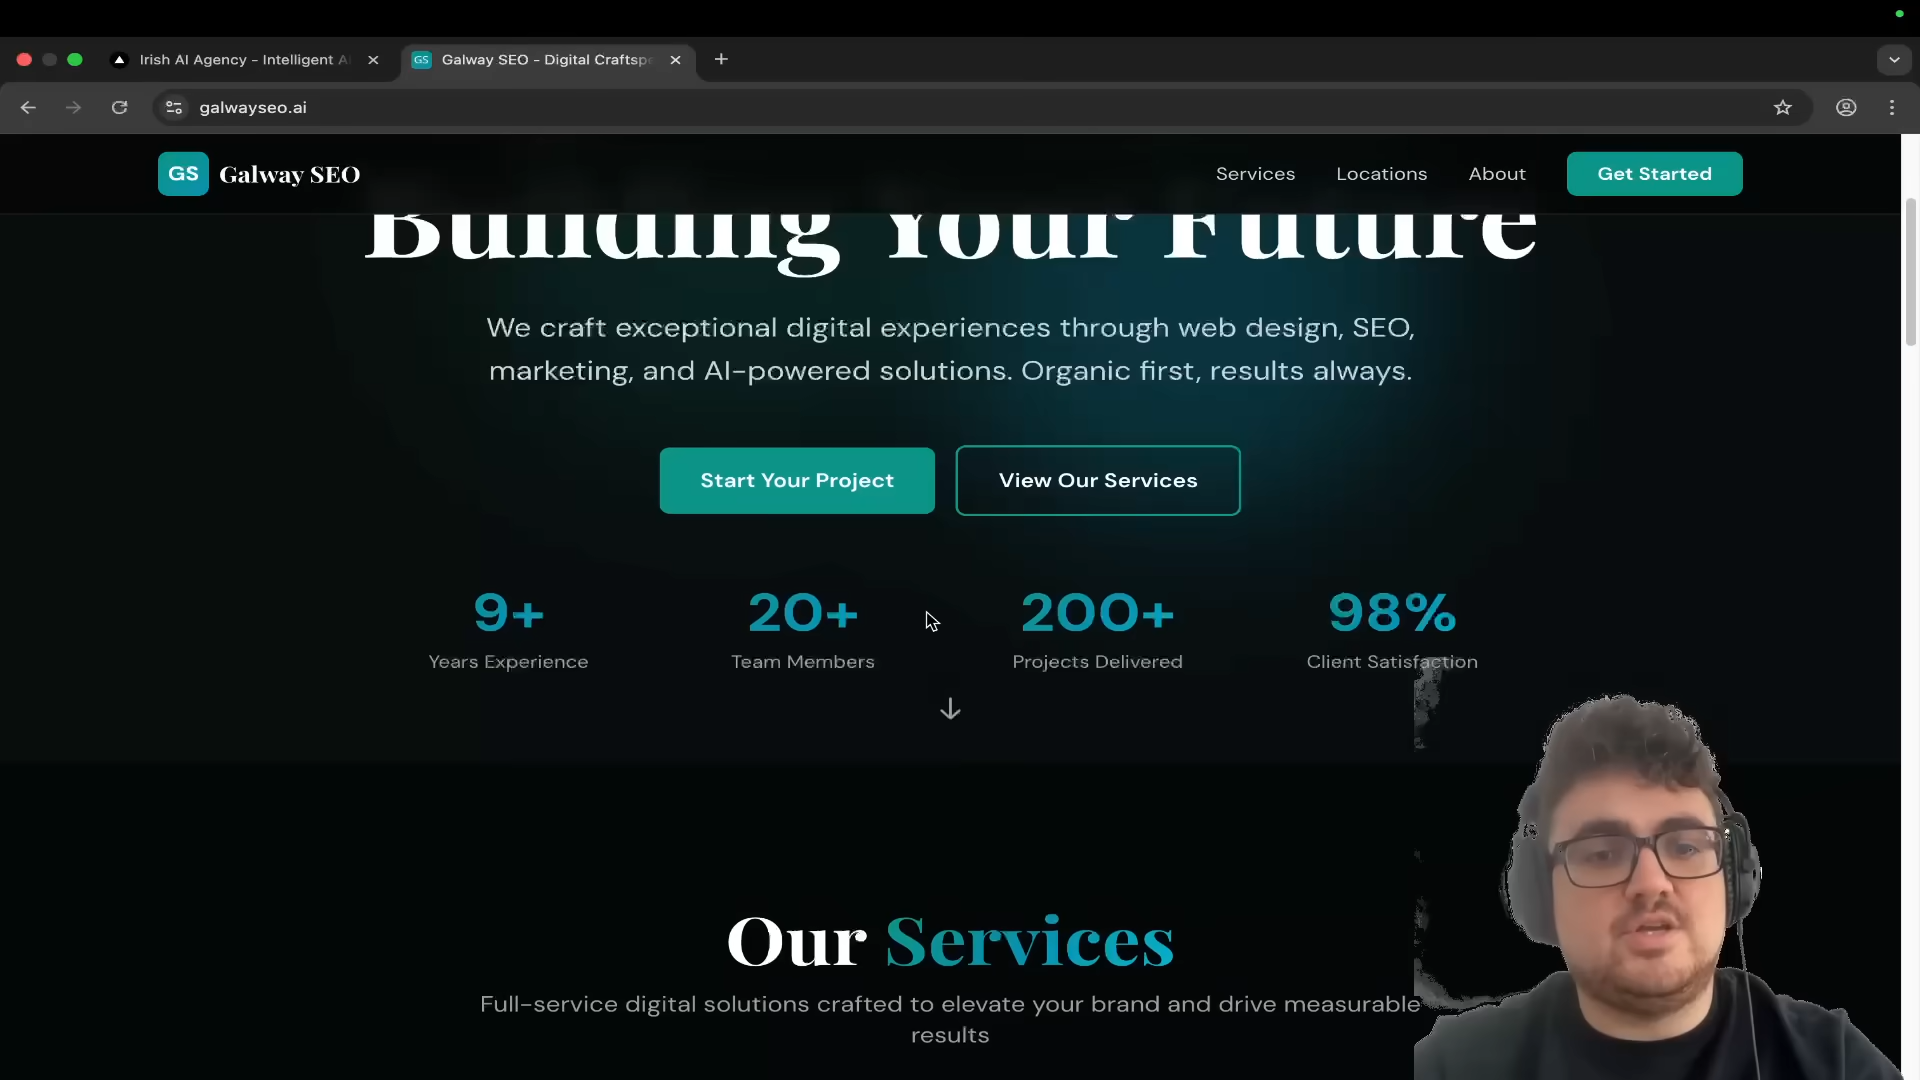 Irish AI Agency - Intelligent A
GS Galway SEO - Digital Craftspe
galwayseo.ai
GS Galway SEO
Services
Locations
About
Get Started
Building Your Future
We craft exceptional digital experiences through web design, SEO,
marketing, and AI-powered solutions. Organic first, results always.
Start Your Project
View Our Services
9+
20+
200+
98%
Years Experience
Team Members
Projects Delivered
Client Satisfaction
Our Services
Full-service digital solutions crafted to elevate your brand and drive measurable
results